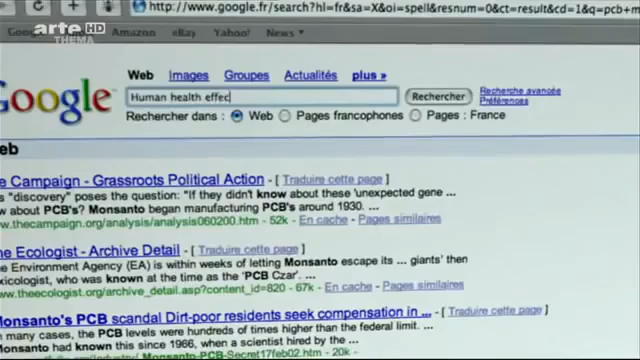 arte HD
THEMA
http://www.google.fr/search?hl=fr&sa=X&oi=spell&resnum=0&ct=result&cd=1&q=pcb+m
Amazon eBay Yahoo! News
Web Images Groupes Actualités plus »
Google
Human health effec
Rechercher
Recherche avancée
Préférences
Rechercher dans : Web Pages francophones Pages : France
eb
e Campaign - Grassroots Political Action - [ Traduire cette page ]
s "discovery" poses the question: "If they didn't know about these 'unexpected gene ...
w about PCB's? Monsanto began manufacturing PCB's around 1930. ...
w.thecampaign.org/analysis/analysis060200.htm - 52k - En cache - Pages similaires
he Ecologist - Archive Detail - [ Traduire cette page ]
e Environment Agency (EA) is within weeks of letting Monsanto escape its ... giants' then
xicologist, who was known at the time as the 'PCB Czar'. ...
w.theecologist.org/archive_detail.asp?content_id=820 - 67k - En cache - Pages similaires
Monsanto's PCB scandal Dirt-poor residents seek compensation in ... - [ Traduire cette page ]
many cases, the PCB levels were hundreds of times higher than the federal limit. ...
onsanto had known this since 1966, when a scientist hired by the ...
Monsanto-PCB-Secret17feb02.htm - 20k -